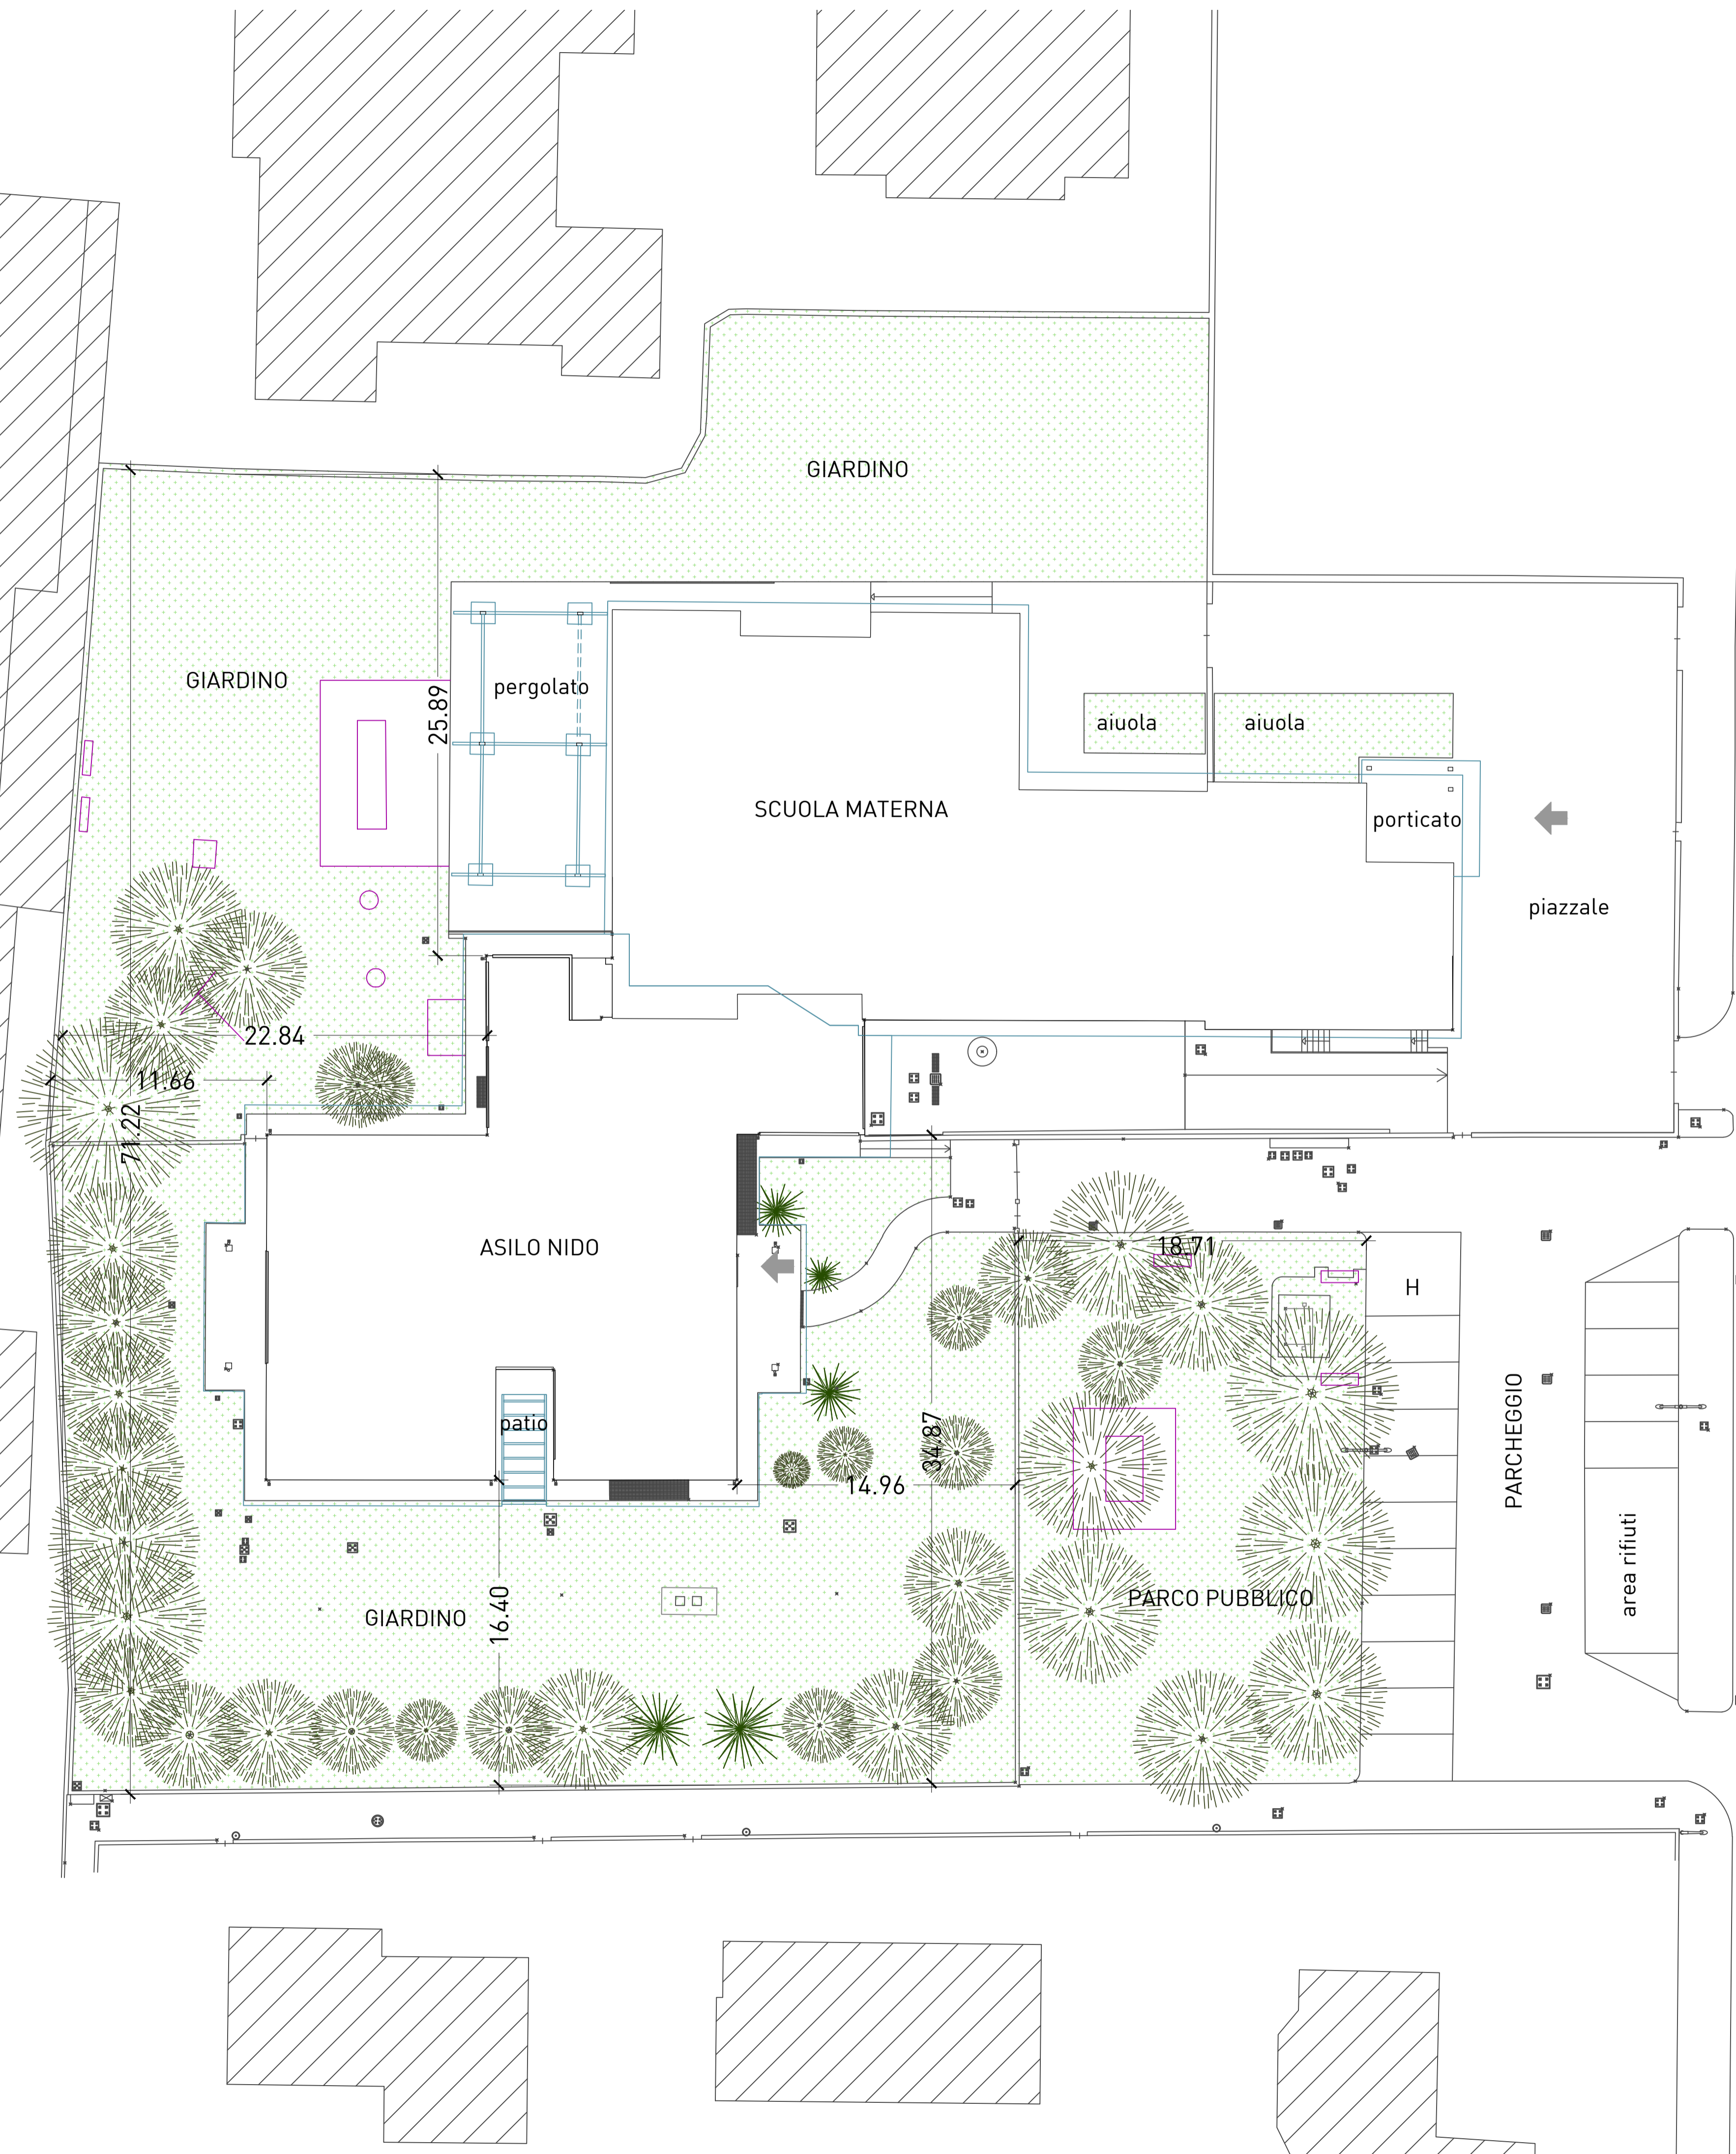 GIARDINO
GIARDINO
pergolato
25.89
aiuola
aiuola
SCUOLA MATERNA
porticato
piazzale
22.84
11.66
71.22
ASILO NIDO
18.71
H
patio
34.87
14.96
PARCHEGGIO
area rifiuti
16.40
GIARDINO
PARCO PUBBLICO